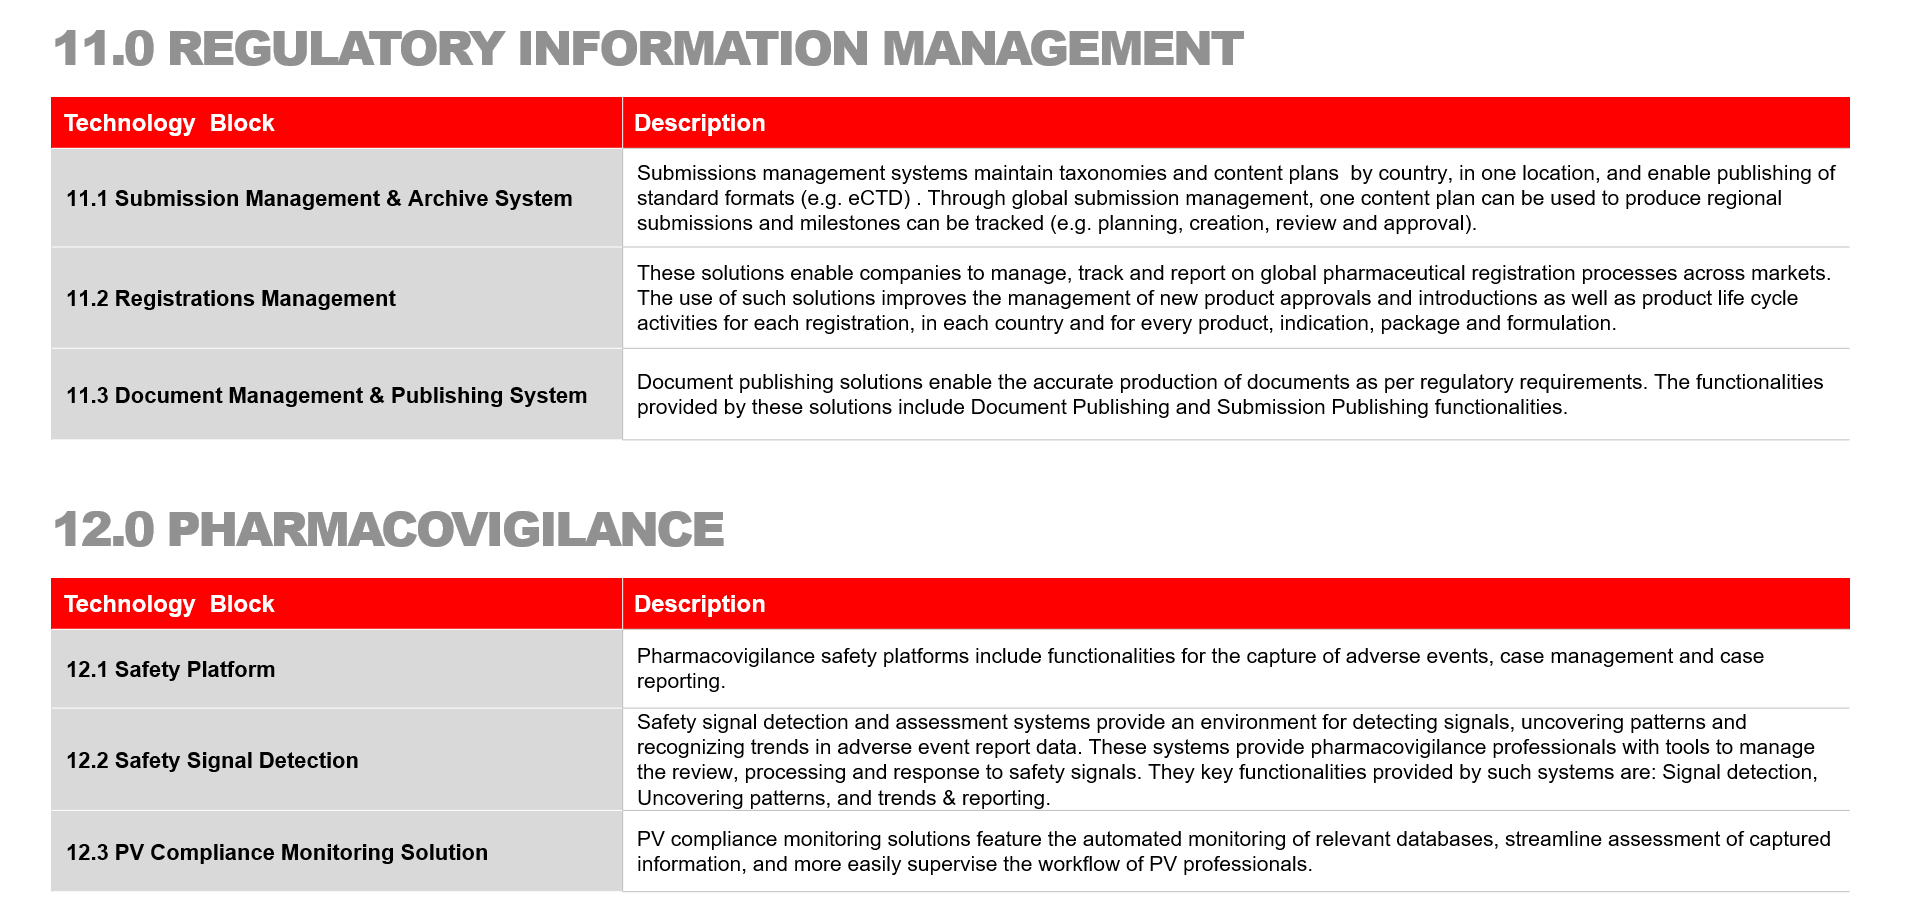 11.0 REGULATORY INFORMATION MANAGEMENT
Technology  Block
Description
11.1 Submission Management & Archive System
Submissions management systems maintain taxonomies and content plans  by country, in one location, and enable publishing of
standard formats (e.g. eCTD) . Through global submission management, one content plan can be used to produce regional
submissions and milestones can be tracked (e.g. planning, creation, review and approval).
11.2 Registrations Management
These solutions enable companies to manage, track and report on global pharmaceutical registration processes across markets.
The use of such solutions improves the management of new product approvals and introductions as well as product life cycle
activities for each registration, in each country and for every product, indication, package and formulation.
11.3 Document Management & Publishing System
Document publishing solutions enable the accurate production of documents as per regulatory requirements. The functionalities
provided by these solutions include Document Publishing and Submission Publishing functionalities.
12.0 PHARMACOVIGILANCE
Technology  Block
Description
12.1 Safety Platform
Pharmacovigilance safety platforms include functionalities for the capture of adverse events, case management and case
reporting.
12.2 Safety Signal Detection
Safety signal detection and assessment systems provide an environment for detecting signals, uncovering patterns and
recognizing trends in adverse event report data. These systems provide pharmacovigilance professionals with tools to manage
the review, processing and response to safety signals. They key functionalities provided by such systems are: Signal detection,
Uncovering patterns, and trends & reporting.
12.3 PV Compliance Monitoring Solution
PV compliance monitoring solutions feature the automated monitoring of relevant databases, streamline assessment of captured
information, and more easily supervise the workflow of PV professionals.